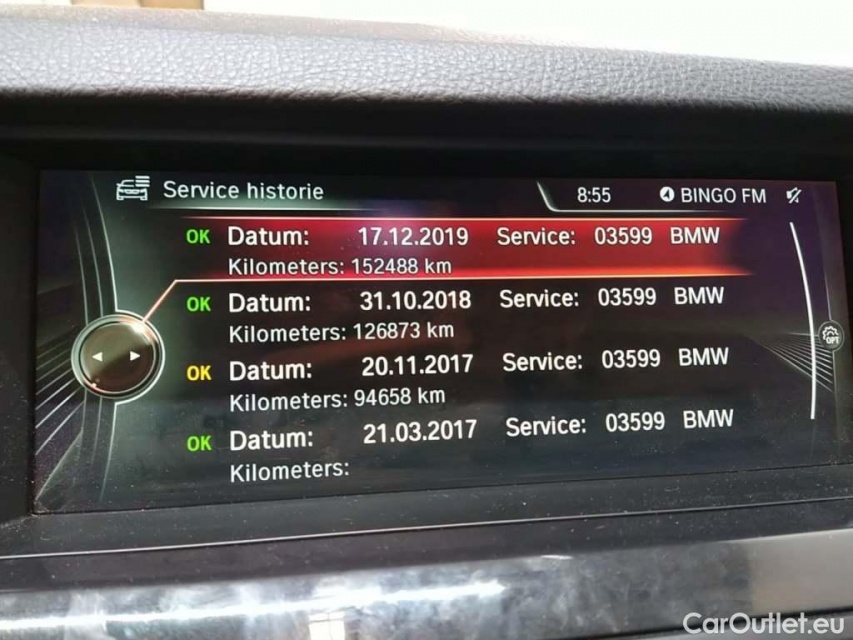 Service historie 8:55 BINGO FM
OK Datum: 17.12.2019 Service: 03599 BMW
Kilometers: 152488 km
OK Datum: 31.10.2018 Service: 03599 BMW
Kilometers: 126873 km
OK Datum: 20.11.2017 Service: 03599 BMW
Kilometers: 94658 km
OK Datum: 21.03.2017 Service: 03599 BMW
Kilometers:
OPT
CarOutlet.eu